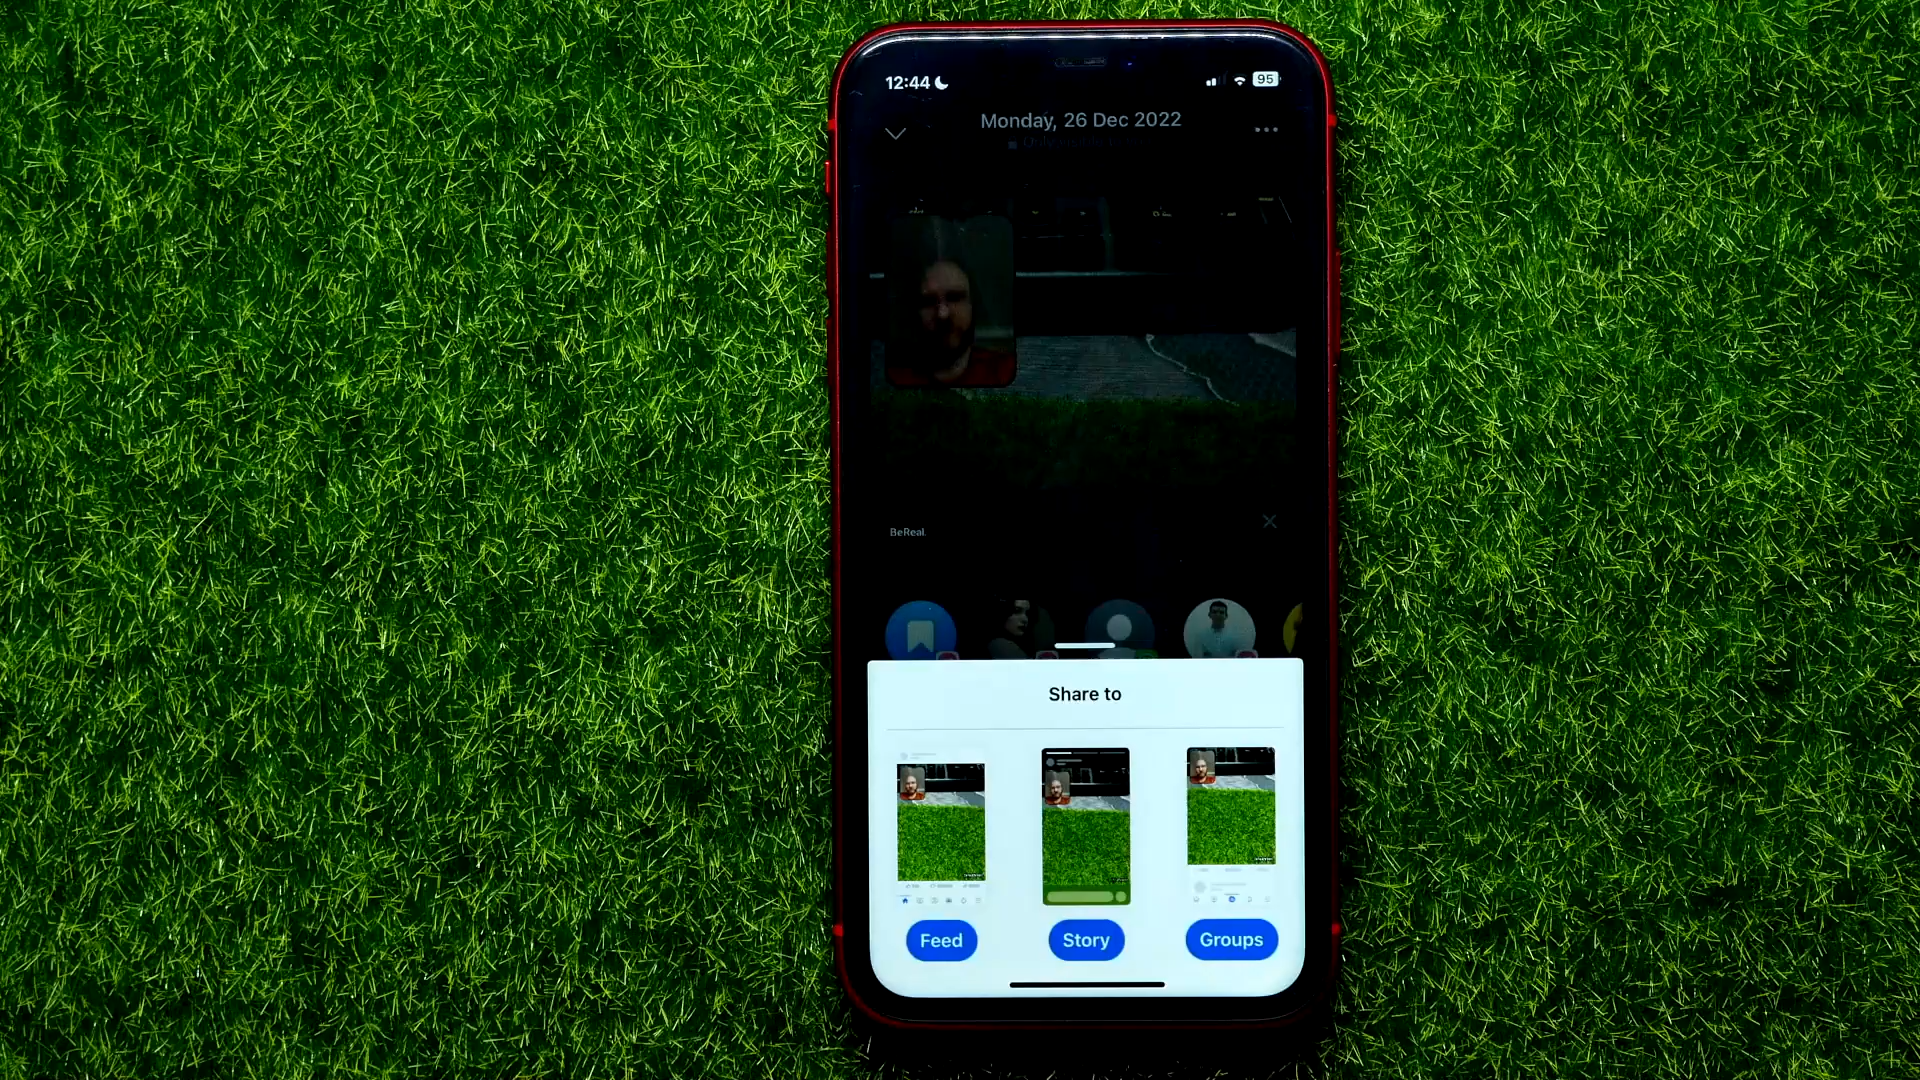 12:44
95
Monday, 26 Dec 2022
BeReal.
Share to
Feed
Story
Groups